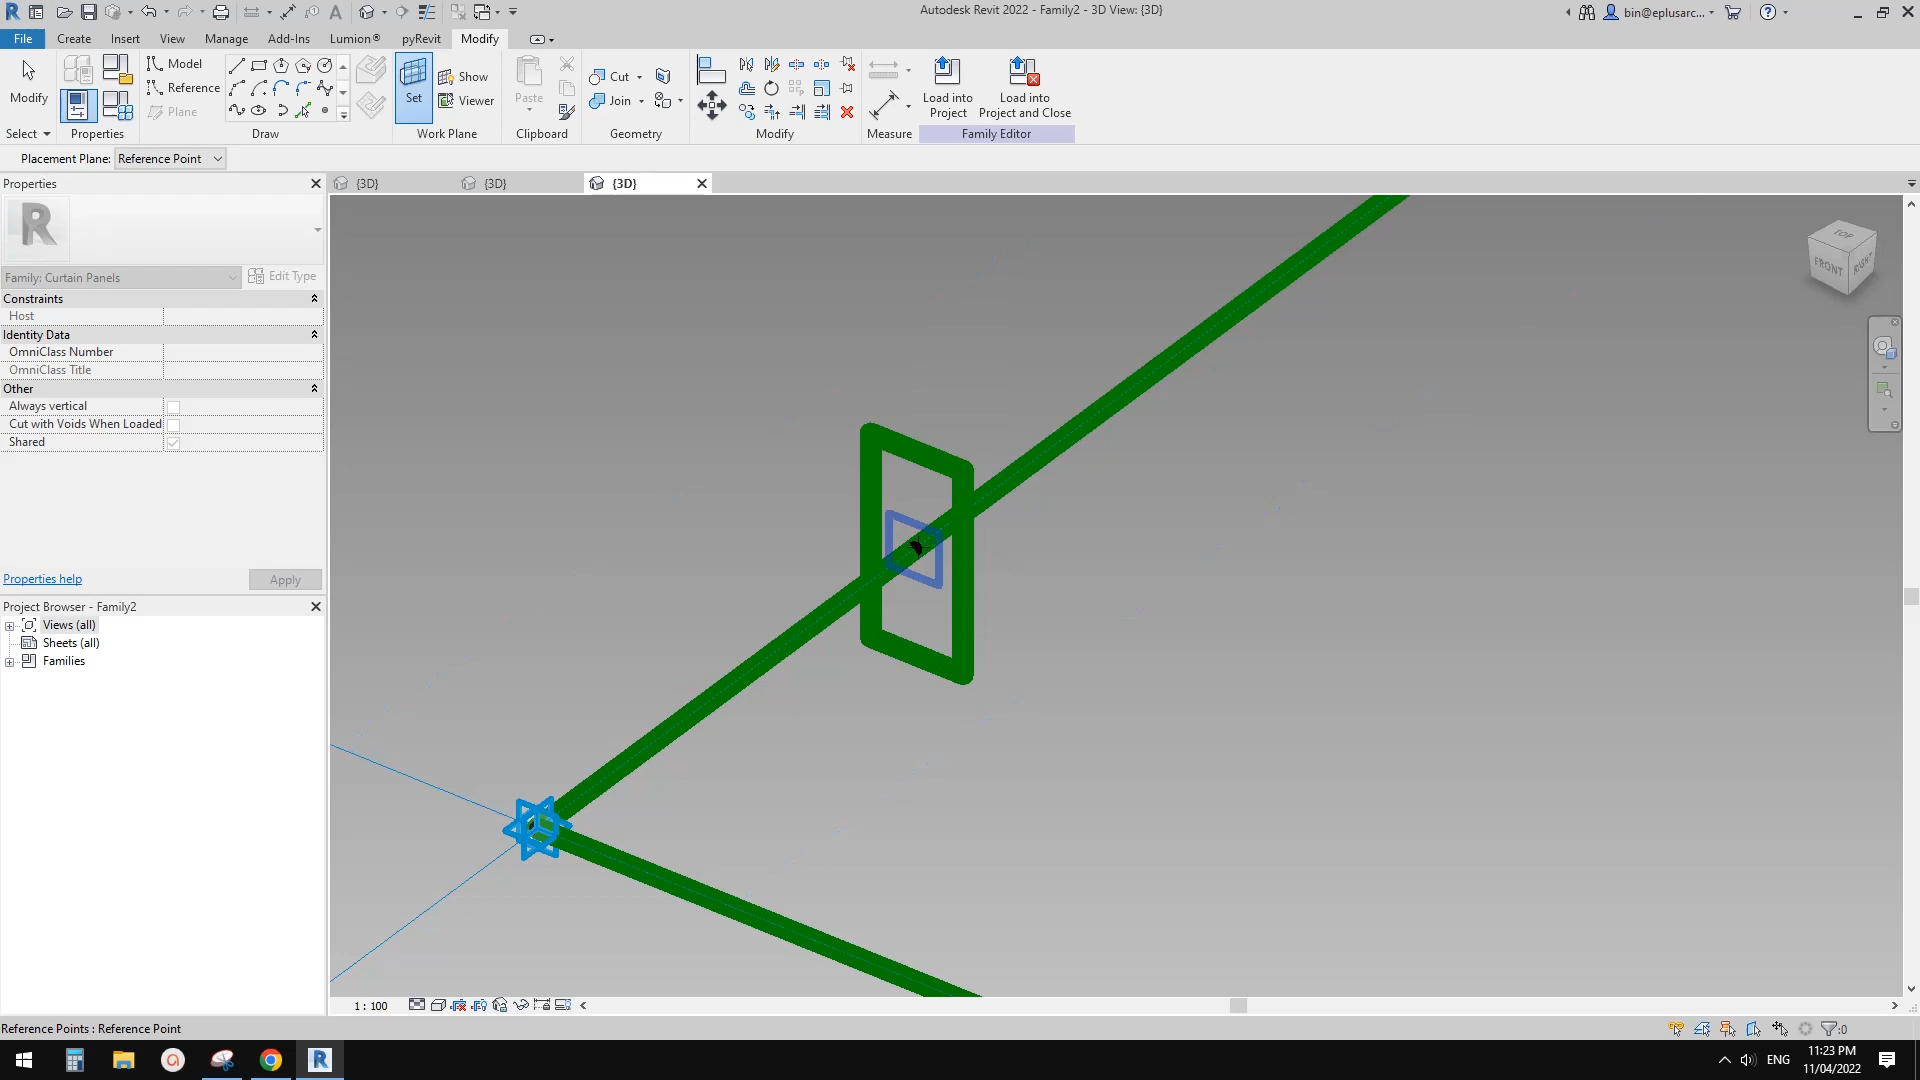 Autodesk Revit 2022 - Family2 - 3D View: {3D}
bin@eplusarc...
File
Create
Insert
View
Manage
Add-Ins
Lumion®
pyRevit
Modify
Modify
Select
Properties
Model
Reference
Plane
Draw
Set
Show
Viewer
Work Plane
Paste
Clipboard
Cut
Join
Geometry
Modify
Measure
Load into
Project
Load into
Project and Close
Family Editor
Placement Plane: Reference Point
Properties
{3D}
{3D}
{3D}
R
Family: Curtain Panels
Edit Type
Constraints
Host
Identity Data
OmniClass Number
OmniClass Title
Other
Always vertical
Cut with Voids When Loaded
Shared
Properties help
Apply
Project Browser - Family2
Views (all)
Sheets (all)
Families
TOP
FRONT
RIGHT
1 : 100
Reference Points : Reference Point
:0
ENG
11:23 PM
11/04/2022